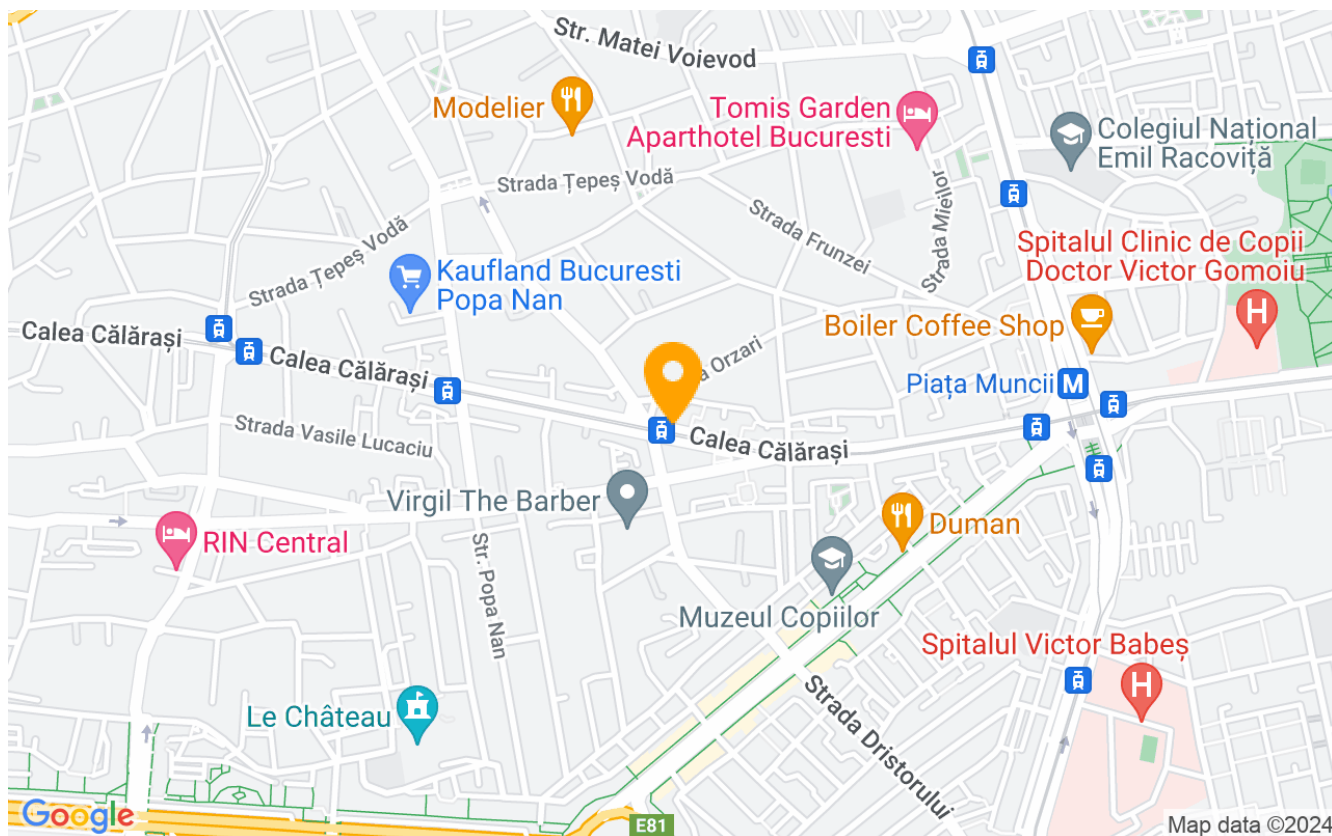 Str. Matei Voievod
Modelier
Tomis Garden
Aparthotel Bucuresti
Colegiul Național
Emil Racoviță
Strada Țepeș Vodă
Strada Mieilor
Strada Frunzei
Spitalul Clinic de Copii
Doctor Victor Gomoiu
Strada Țepeș Vodă
Kaufland Bucuresti
Popa Nan
Boiler Coffee Shop
H
Calea Călărași
Calea Călărași
a Orzari
Piața Muncii
M
Strada Vasile Lucaciu
Calea Călărași
Virgil The Barber
Duman
RIN Central
Str. Popa Nan
Muzeul Copiilor
Spitalul Victor Babeș
H
Le Château
Strada Dristorului
Google
E81
Map data ©2024